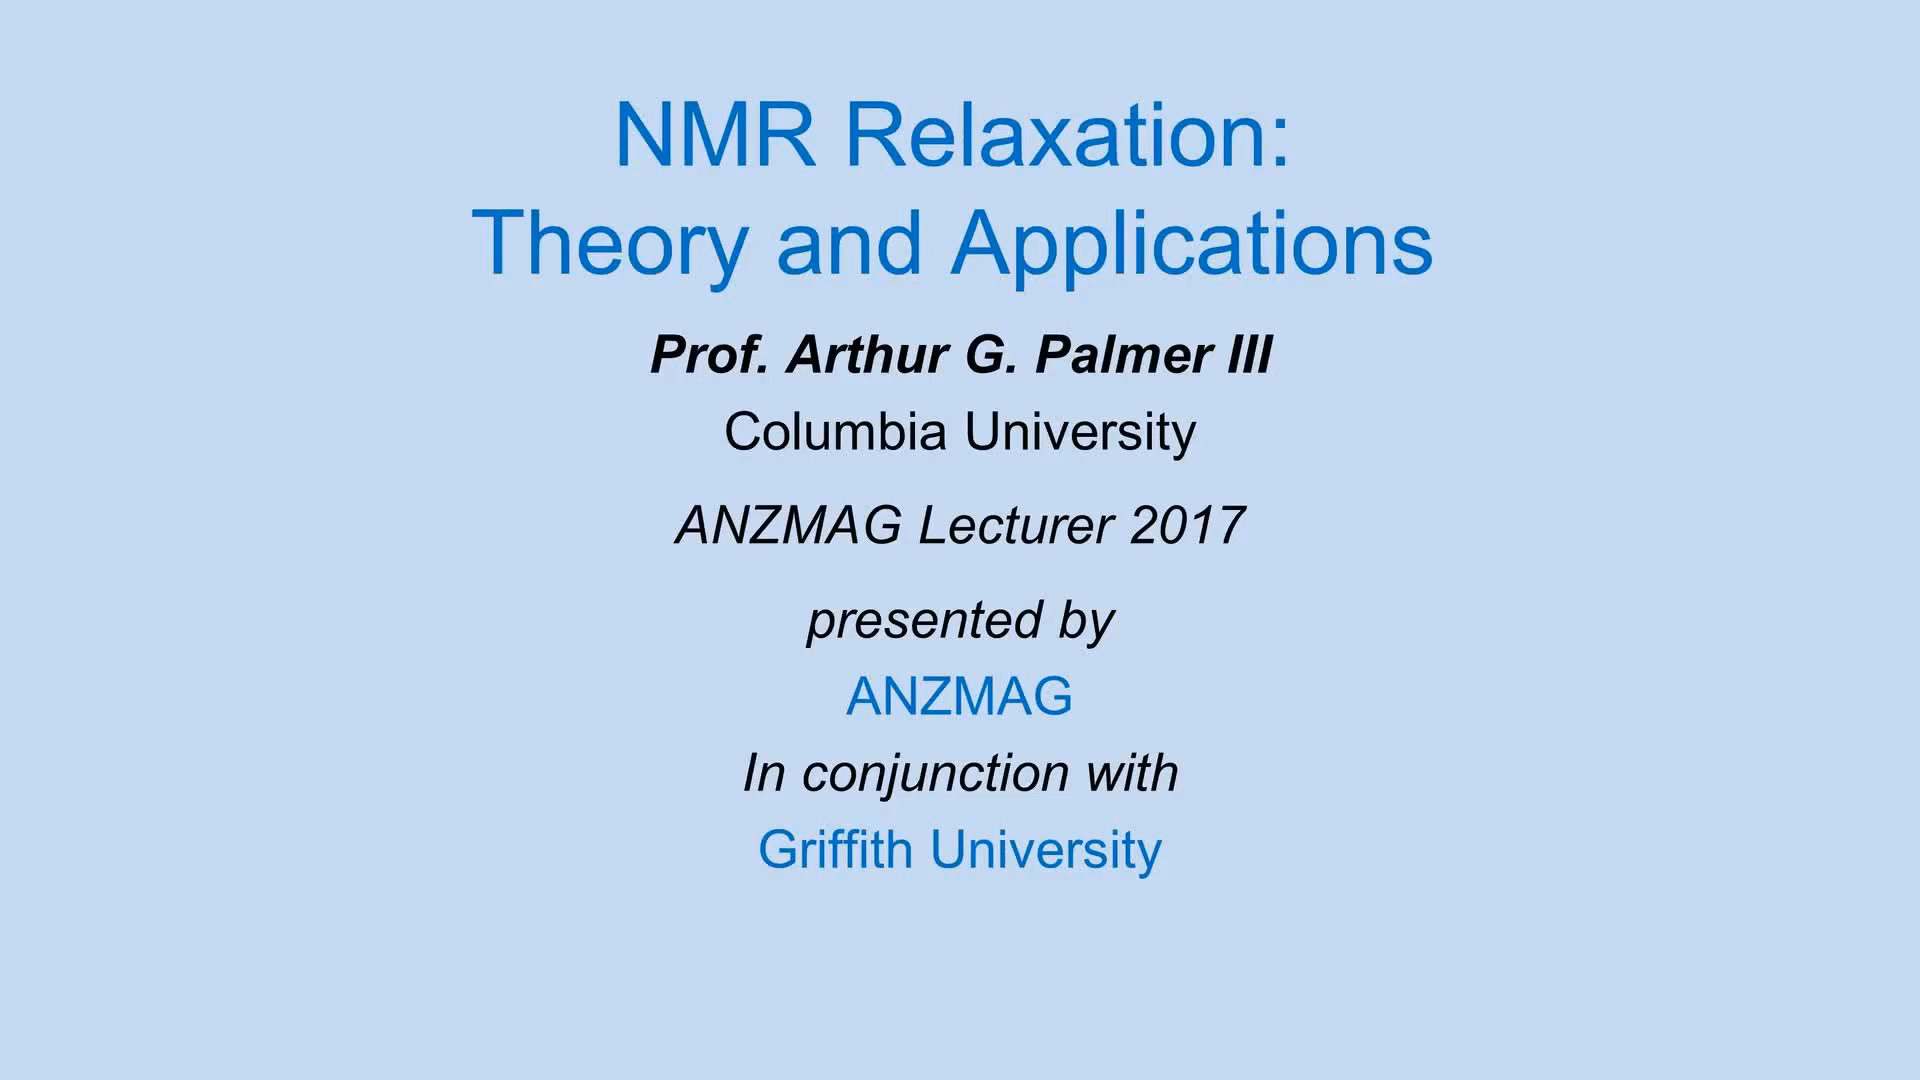 NMR Relaxation:
Theory and Applications
Prof. Arthur G. Palmer III
Columbia University
ANZMAG Lecturer 2017
presented by
ANZMAG
In conjunction with
Griffith University